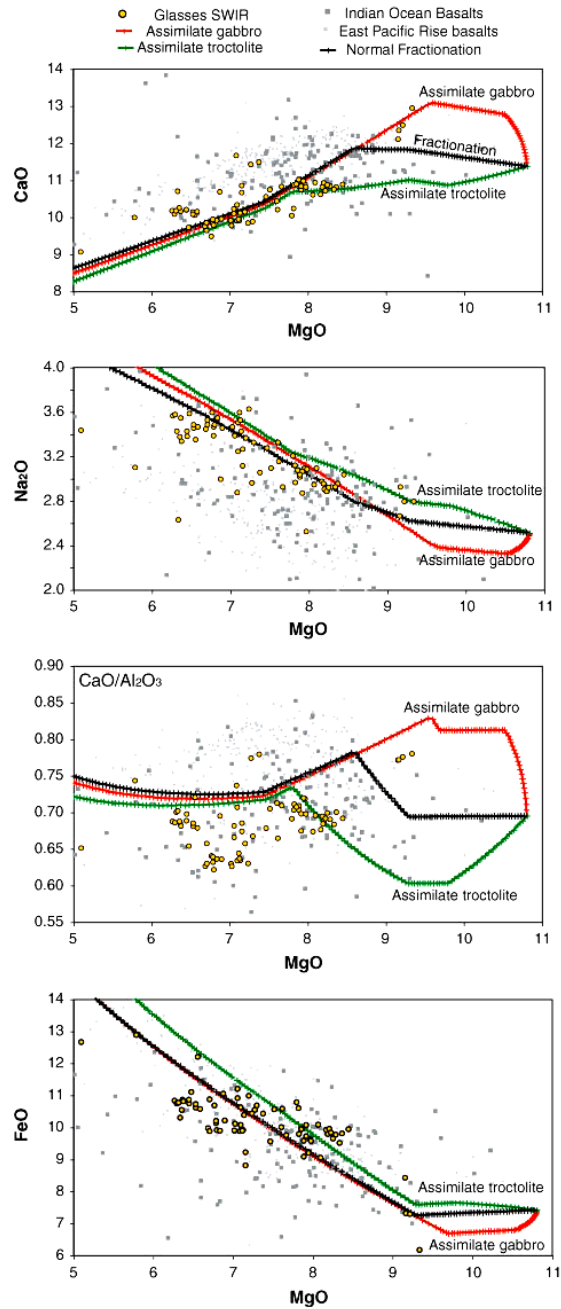 Glasses SWIR Indian Ocean Basalts
Assimilate gabbro East Pacific Rise basalts
Assimilate troctolite Normal Fractionation
13
12
11
10
9
8
CaO
Assimilate gabbro
Fractionation
Assimilate troctolite
5 6 7 8 9 10 11
MgO
4.0
3.6
3.2
2.8
2.4
2.0
Na2O
Assimilate troctolite
Assimilate gabbro
5 6 7 8 9 10 11
MgO
0.90
0.85
0.80
0.75
0.70
0.65
0.60
0.55
CaO/Al2O3
Assimilate gabbro
Assimilate troctolite
5 6 7 8 9 10 11
MgO
14
13
12
11
10
9
8
7
6
FeO
Assimilate troctolite
Assimilate gabbro
5 6 7 8 9 10 11
MgO